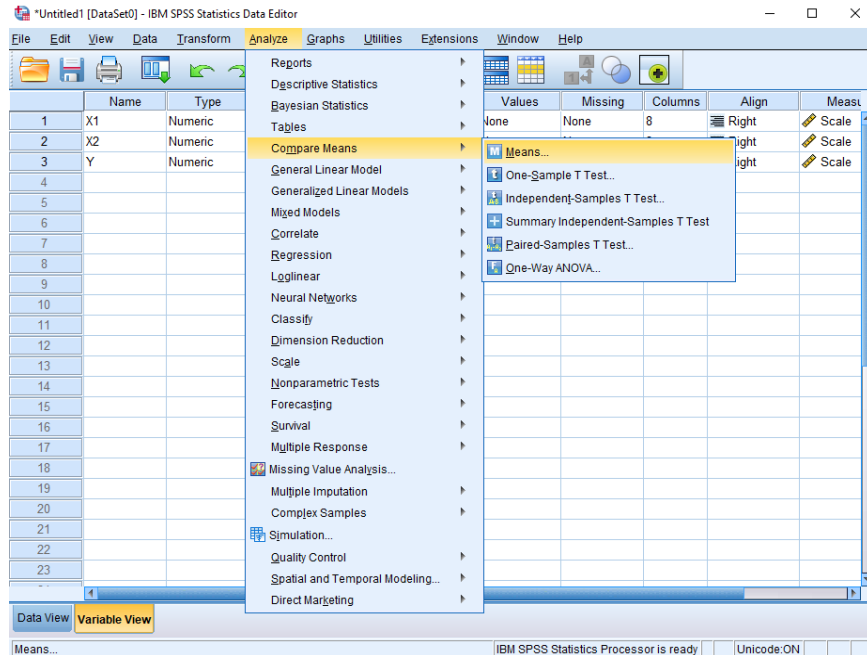 *Untitled1 [DataSet0] - IBM SPSS Statistics Data Editor
File Edit View Data Transform Analyze Graphs Utilities Extensions Window Help
Name Type Values Missing Columns Align Measu
1 X1 Numeric None None 8 Right Scale
2 X2 Numeric ight Scale
3 Y Numeric ight Scale
4
5
6
7
8
9
10
11
12
13
14
15
16
17
18
19
20
21
22
23
Reports
Descriptive Statistics
Bayesian Statistics
Tables
Compare Means
General Linear Model
Generalized Linear Models
Mixed Models
Correlate
Regression
Loglinear
Neural Networks
Classify
Dimension Reduction
Scale
Nonparametric Tests
Forecasting
Survival
Multiple Response
Missing Value Analysis...
Multiple Imputation
Complex Samples
Simulation...
Quality Control
Spatial and Temporal Modeling...
Direct Marketing
Means...
One-Sample T Test...
Independent-Samples T Test...
Summary Independent-Samples T Test
Paired-Samples T Test...
One-Way ANOVA...
Data View Variable View
Means... IBM SPSS Statistics Processor is ready Unicode:ON